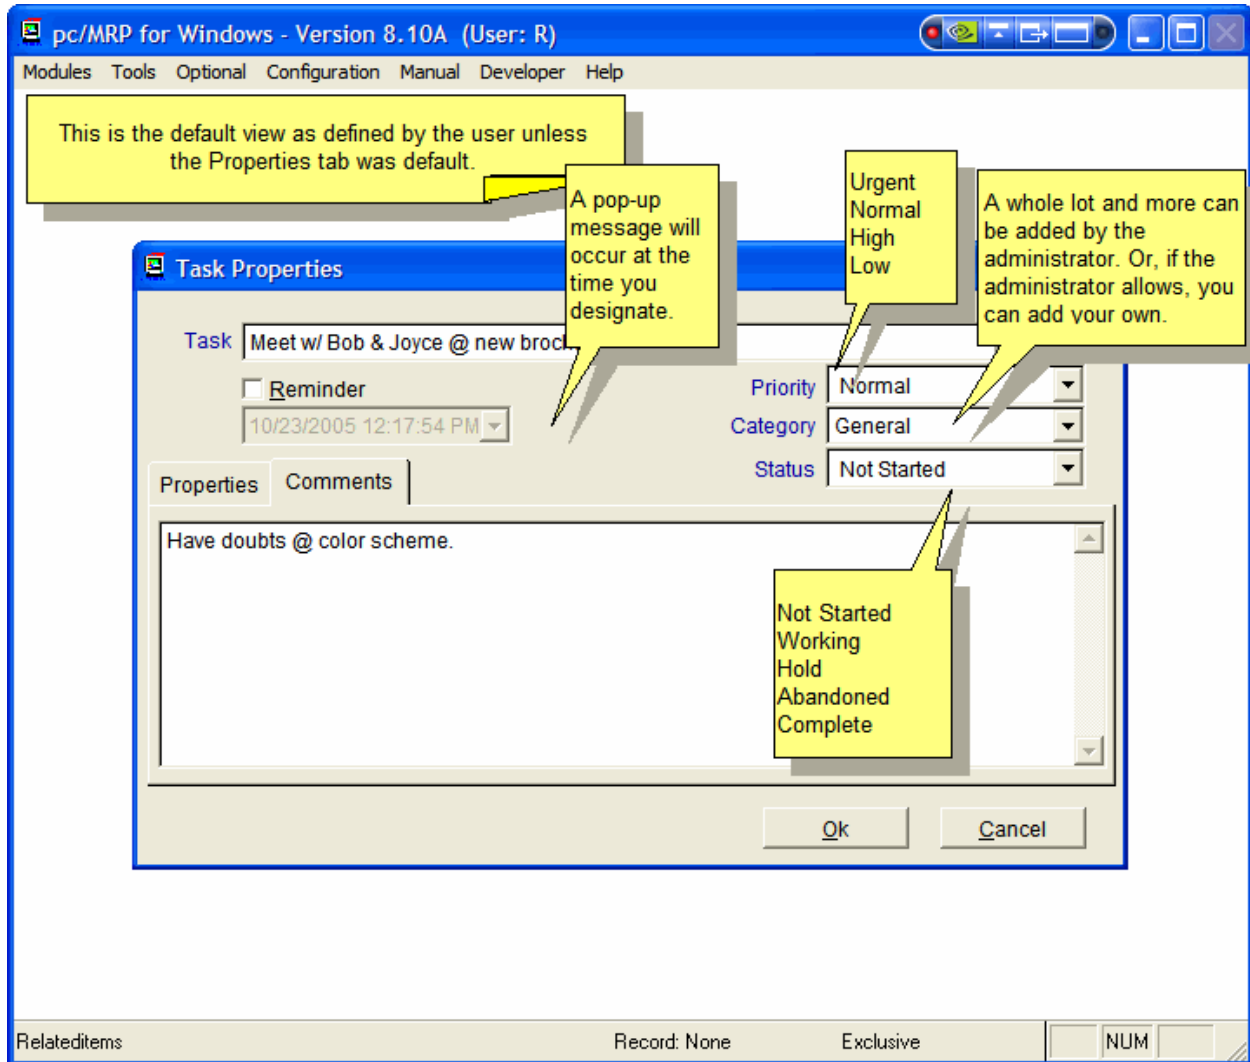 pc/MRP for Windows - Version 8.10A (User: R)
Modules Tools Optional Configuration Manual Developer Help
This is the default view as defined by the user unless
the Properties tab was default.
A pop-up
message will
occur at the
time you
designate.
Urgent
Normal
High
Low
A whole lot and more can
be added by the
administrator. Or, if the
administrator allows, you
can add your own.
Task Properties
Task Meet w/ Bob & Joyce @ new
Reminder
10/23/2005 12:17:54 PM
Priority Normal
Category General
Status Not Started
Properties Comments
Have doubts @ color scheme.
Not Started
Working
Hold
Abandoned
Complete
Ok Cancel
Relateditems Record: None Exclusive NUM